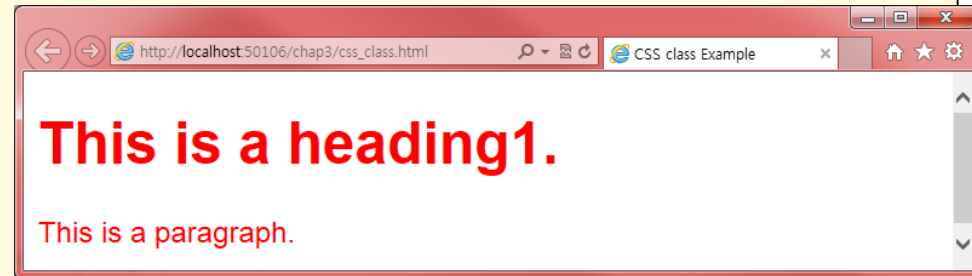 http://localhost:50106/chap3/css_class.html
CSS class Example
This is a heading1.
This is a paragraph.